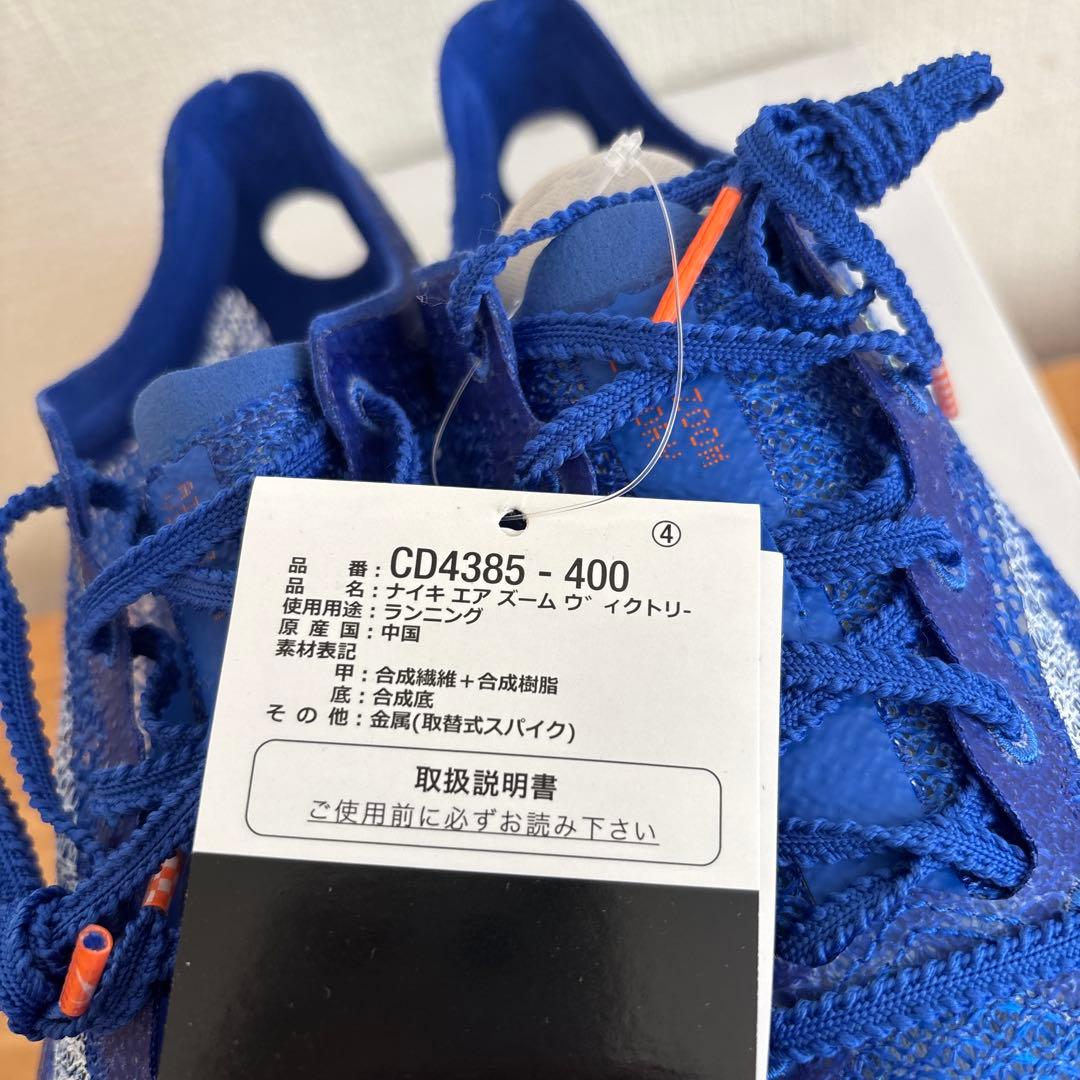 ④
品 番：CD4385 - 400
品 名：ナイキ エア ズーム ヴィクトリ-
使用用途：ランニング
原 産 国：中国
素材表記
甲：合成繊維＋合成樹脂
底：合成底
そ の 他：金属(取替式スパイク)
取扱説明書
ご使用前に必ずお読み下さい
ZOOM